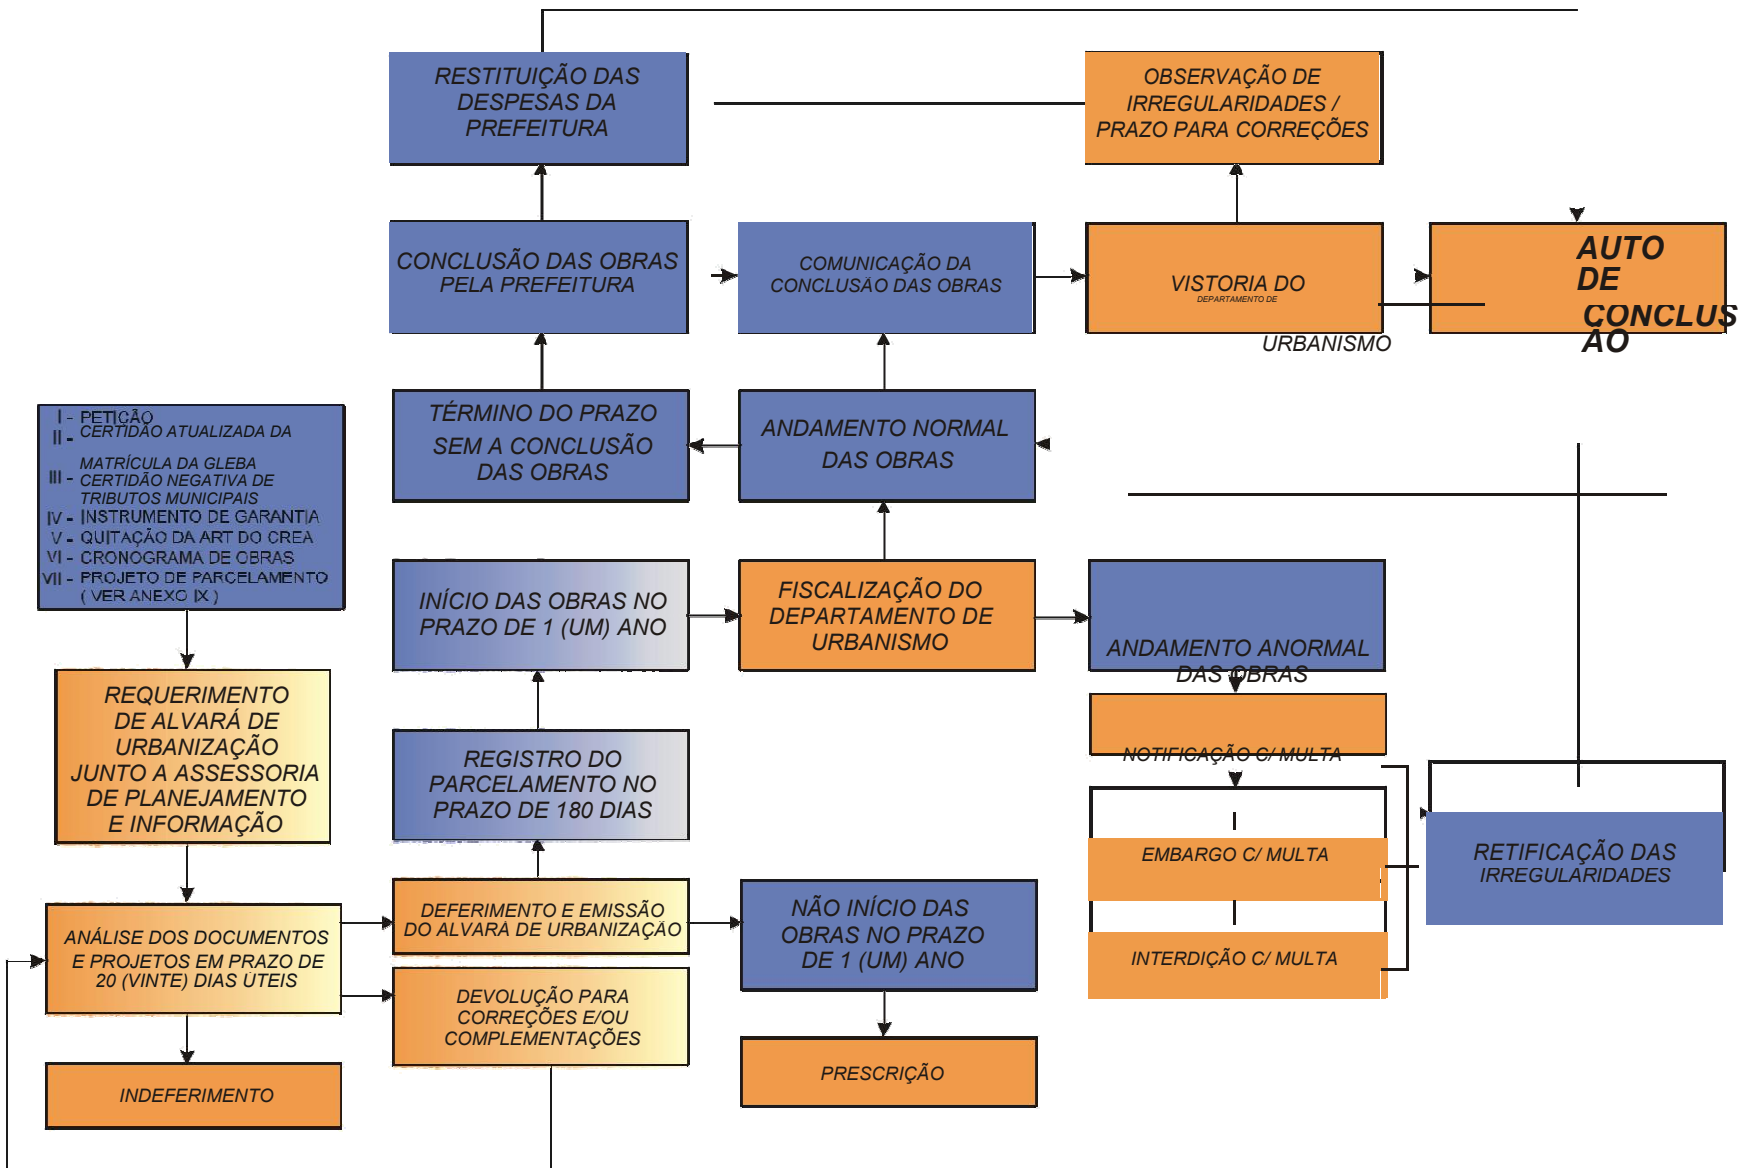 RESTITUIÇÃO DAS
DESPESAS DA
PREFEITURA
OBSERVAÇÃO DE
IRREGULARIDADES /
PRAZO PARA CORREÇÕES
CONCLUSÃO DAS OBRAS
PELA PREFEITURA
COMUNICAÇÃO DA
CONCLUSÃO DAS OBRAS
VISTORIA DO
DEPARTAMENTO DE
URBANISMO
AUTO
DE
CONCLUS
ÃO
I - PETIÇÃO
II - CERTIDÃO ATUALIZADA DA
MATRÍCULA DA GLEBA
III - CERTIDÃO NEGATIVA DE
TRIBUTOS MUNICIPAIS
IV - INSTRUMENTO DE GARANTIA
V - QUITAÇÃO DA ART DO CREA
VI - CRONOGRAMA DE OBRAS
VII - PROJETO DE PARCELAMENTO
( VER ANEXO IX )
TÉRMINO DO PRAZO
SEM A CONCLUSÃO
DAS OBRAS
ANDAMENTO NORMAL
DAS OBRAS
INÍCIO DAS OBRAS NO
PRAZO DE 1 (UM) ANO
FISCALIZAÇÃO DO
DEPARTAMENTO DE
URBANISMO
ANDAMENTO ANORMAL
DAS OBRAS
REQUERIMENTO
DE ALVARÁ DE
URBANIZAÇÃO
JUNTO A ASSESSORIA
DE PLANEJAMENTO
E INFORMAÇÃO
REGISTRO DO
PARCELAMENTO NO
PRAZO DE 180 DIAS
NOTIFICAÇÃO C/ MULTA
EMBARGO C/ MULTA
INTERDIÇÃO C/ MULTA
RETIFICAÇÃO DAS
IRREGULARIDADES
ANÁLISE DOS DOCUMENTOS
E PROJETOS EM PRAZO DE
20 (VINTE) DIAS ÚTEIS
DEFERIMENTO E EMISSÃO
DO ALVARÁ DE URBANIZAÇÃO
NÃO INÍCIO DAS
OBRAS NO PRAZO
DE 1 (UM) ANO
DEVOLUÇÃO PARA
CORREÇÕES E/OU
COMPLEMENTAÇÕES
INDEFERIMENTO
PRESCRIÇÃO